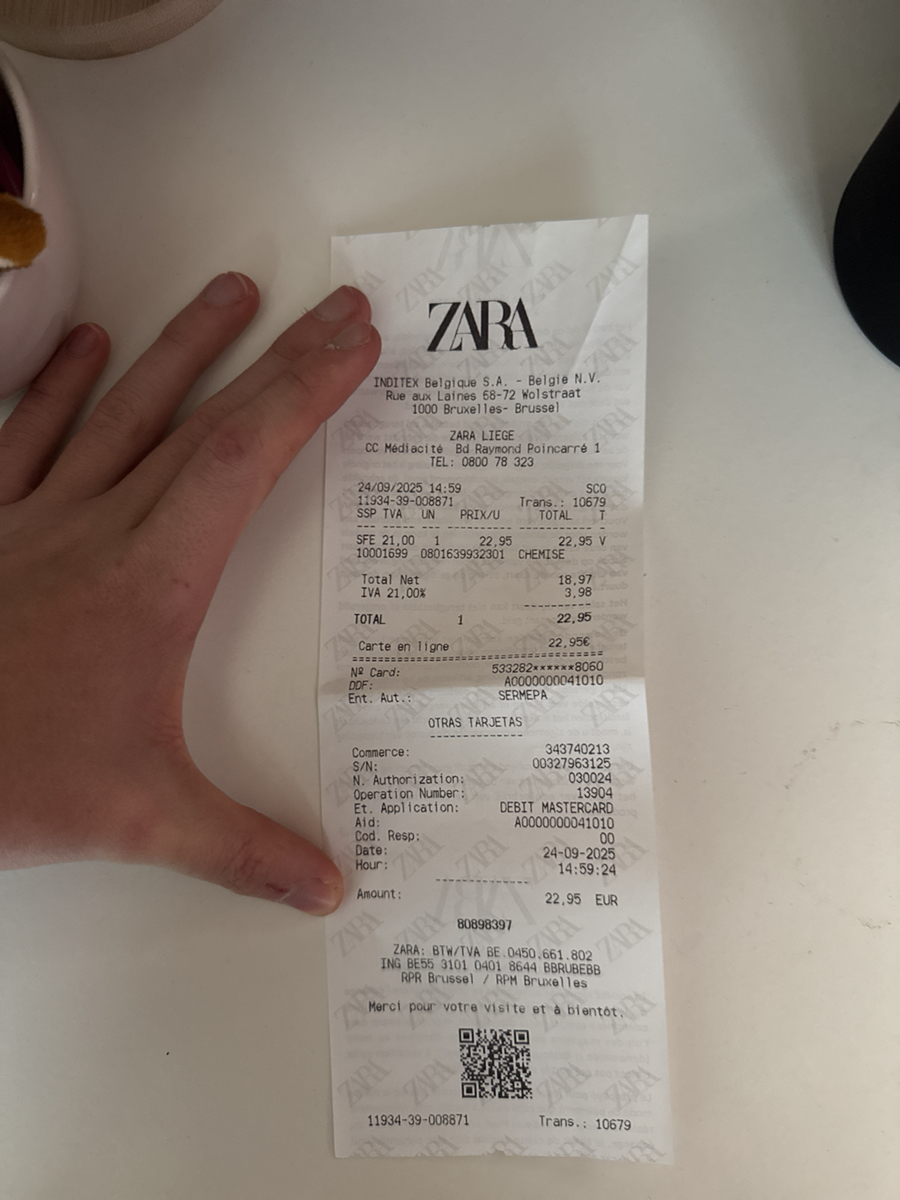 ZARA
INDITEX Belgique S.A. - Belgie N.V.
Rue aux Laines 68-72 Wolstraat
1000 Bruxelles- Brussel
ZARA LIEGE
CC Médiacité Bd Raymond Poincarré 1
TEL: 0800 78 323
24/09/2025 14:59 SCO
11934-39-008871 Trans.: 10679
SSP TVA UN PRIX/U TOTAL T
--- ----- --- ---------- ---------- -
SFE 21,00 1 22,95 22,95 V
10001699 0801639932301 CHEMISE
Total Net 18,97
IVA 21,00% 3,98
----------
TOTAL 1 22,95
Carte en ligne 22,95€
====================================
Nº Card: 533282******8060
DDF: A0000000041010
Ent. Aut.: SERMEPA
OTRAS TARJETAS
--------------
Commerce: 343740213
S/N: 00327963125
N. Authorization: 030024
Operation Number: 13904
Et. Application: DEBIT MASTERCARD
Aid: A0000000041010
Cod. Resp: 00
Date: 24-09-2025
Hour: 14:59:24
--------------
Amount: 22,95 EUR
80898397
ZARA: BTW/TVA BE 0450.661.802
ING BE55 3101 0401 8644 BBRUBEBB
RPR Brussel / RPM Bruxelles
Merci pour votre visite et à bientôt.
11934-39-008871 Trans.: 10679